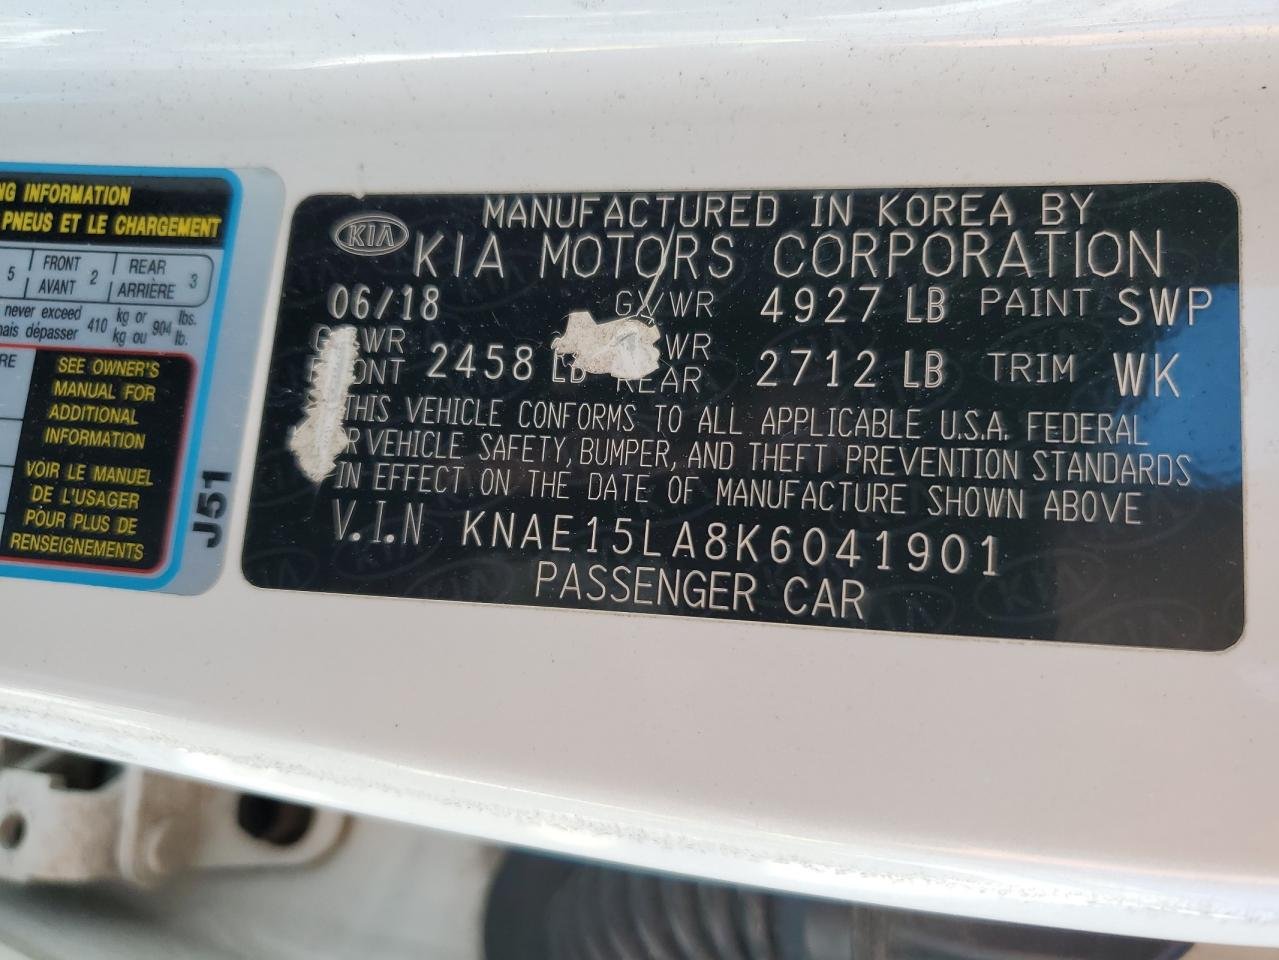 NG INFORMATION
PNEUS ET LE CHARGEMENT
5 FRONT 2 REAR 3
AVANT ARRIÈRE
never exceed kg or lbs.
mais dépasser 410 kg ou 904 lb.
SEE OWNER'S
MANUAL FOR
ADDITIONAL
INFORMATION
VOIR LE MANUEL
DE L'USAGER
POUR PLUS DE
RENSEIGNEMENTS
J51
MANUFACTURED IN KOREA BY
KIA KIA MOTORS CORPORATION
06/18 GVWR 4927 LB PAINT SWP
WR WR
2458 LB REAR 2712 LB TRIM WK
THIS VEHICLE CONFORMS TO ALL APPLICABLE U.S.A. FEDERAL
VEHICLE SAFETY, BUMPER, AND THEFT PREVENTION STANDARDS
IN EFFECT ON THE DATE OF MANUFACTURE SHOWN ABOVE
V.I.N KNAE15LA8K6041901
PASSENGER CAR